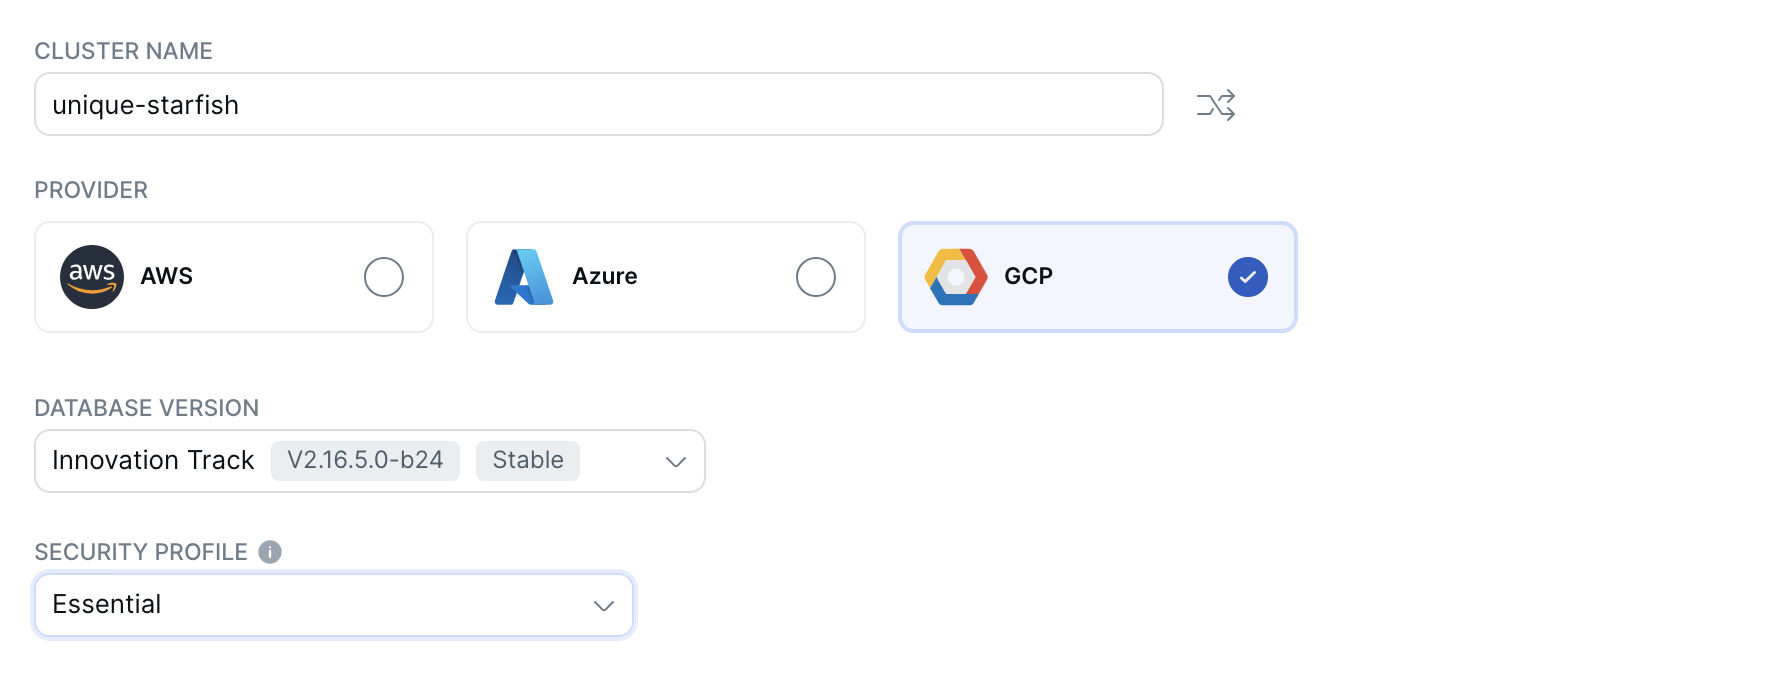 CLUSTER NAME
unique-starfish
PROVIDER
aws AWS
Azure
GCP
DATABASE VERSION
Innovation Track V2.16.5.0-b24 Stable
SECURITY PROFILE i
Essential